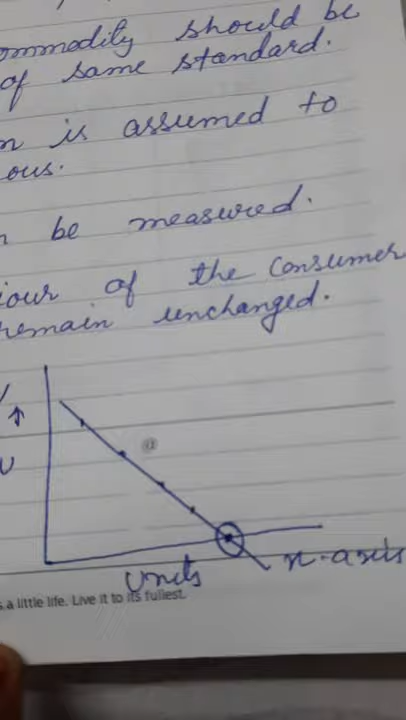 ommodity should be
of same standard.
n is assumed to
ous.
n be measured.
iour of the Consumer
remain unchanged.
U
Units x-axis
s a little life. Live it to its fullest.